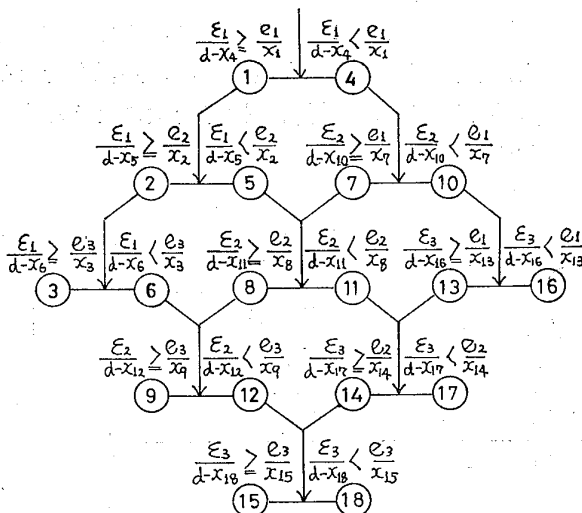 ε₁/d-x₄ ≥ e₁/x₁ ε₁/d-x₄ < e₁/x₁
1 4
ε₁/d-x₅ ≥ e₂/x₂ ε₁/d-x₅ < e₂/x₂ ε₂/d-x₁₀ ≥ e₁/x₇ ε₂/d-x₁₀ < e₁/x₇
2 5 7 10
ε₁/d-x₆ ≥ e₃/x₃ ε₁/d-x₆ < e₃/x₃ ε₂/d-x₁₁ ≥ e₂/x₈ ε₂/d-x₁₁ < e₂/x₈ ε₃/d-x₁₆ ≥ e₁/x₁₃ ε₃/d-x₁₆ < e₁/x₁₃
3 6 8 11 13 16
ε₂/d-x₁₂ ≥ e₃/x₉ ε₂/d-x₁₂ < e₃/x₉ ε₃/d-x₁₇ ≥ e₂/x₁₄ ε₃/d-x₁₇ < e₂/x₁₄
9 12 14 17
ε₃/d-x₁₈ ≥ e₃/x₁₅ ε₃/d-x₁₈ < e₃/x₁₅
15 18